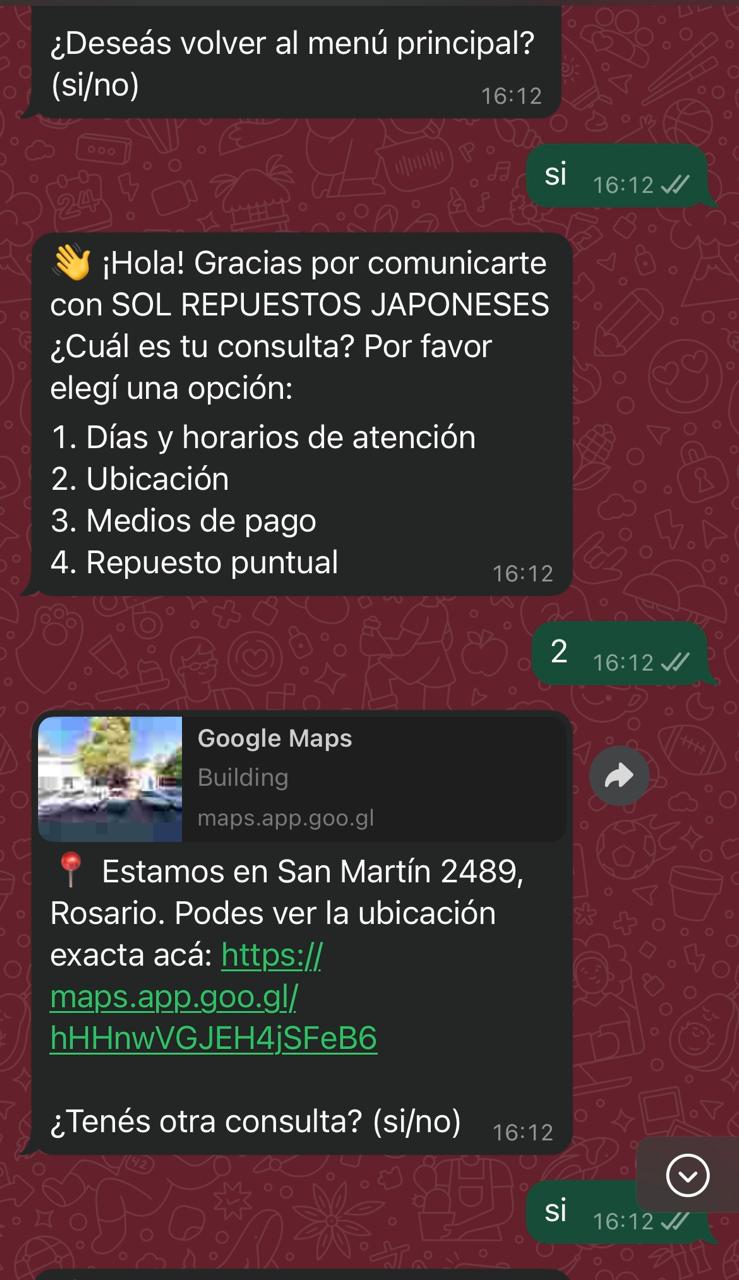 ¿Deseás volver al menú principal?
(si/no)
16:12
si 16:12
👋 ¡Hola! Gracias por comunicarte
con SOL REPUESTOS JAPONESES
¿Cuál es tu consulta? Por favor
elegí una opción:
1. Días y horarios de atención
2. Ubicación
3. Medios de pago
4. Repuesto puntual
16:12
2 16:12
Google Maps
Building
maps.app.goo.gl
📍 Estamos en San Martín 2489,
Rosario. Podes ver la ubicación
exacta acá: https://
maps.app.goo.gl/
hHHnwVGJEH4jSFeB6
¿Tenés otra consulta? (si/no) 16:12
si 16:12